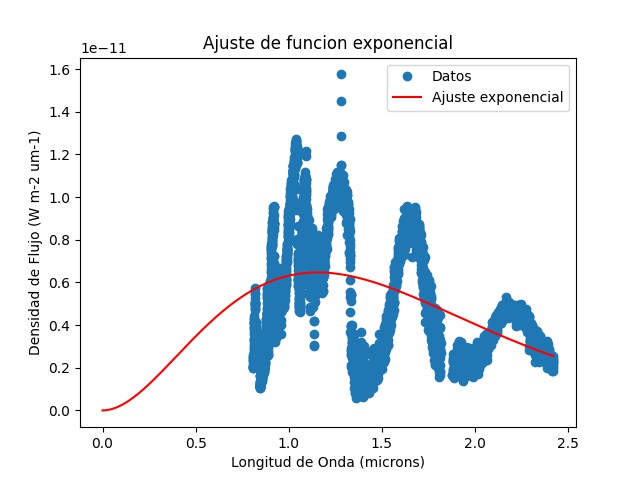 Ajuste de funcion exponencial
1e−11
Datos
Ajuste exponencial
1.6
1.4
1.2
1.0
0.8
0.6
0.4
0.2
0.0
Densidad de Flujo (W m-2 um-1)
0.0 0.5 1.0 1.5 2.0 2.5
Longitud de Onda (microns)